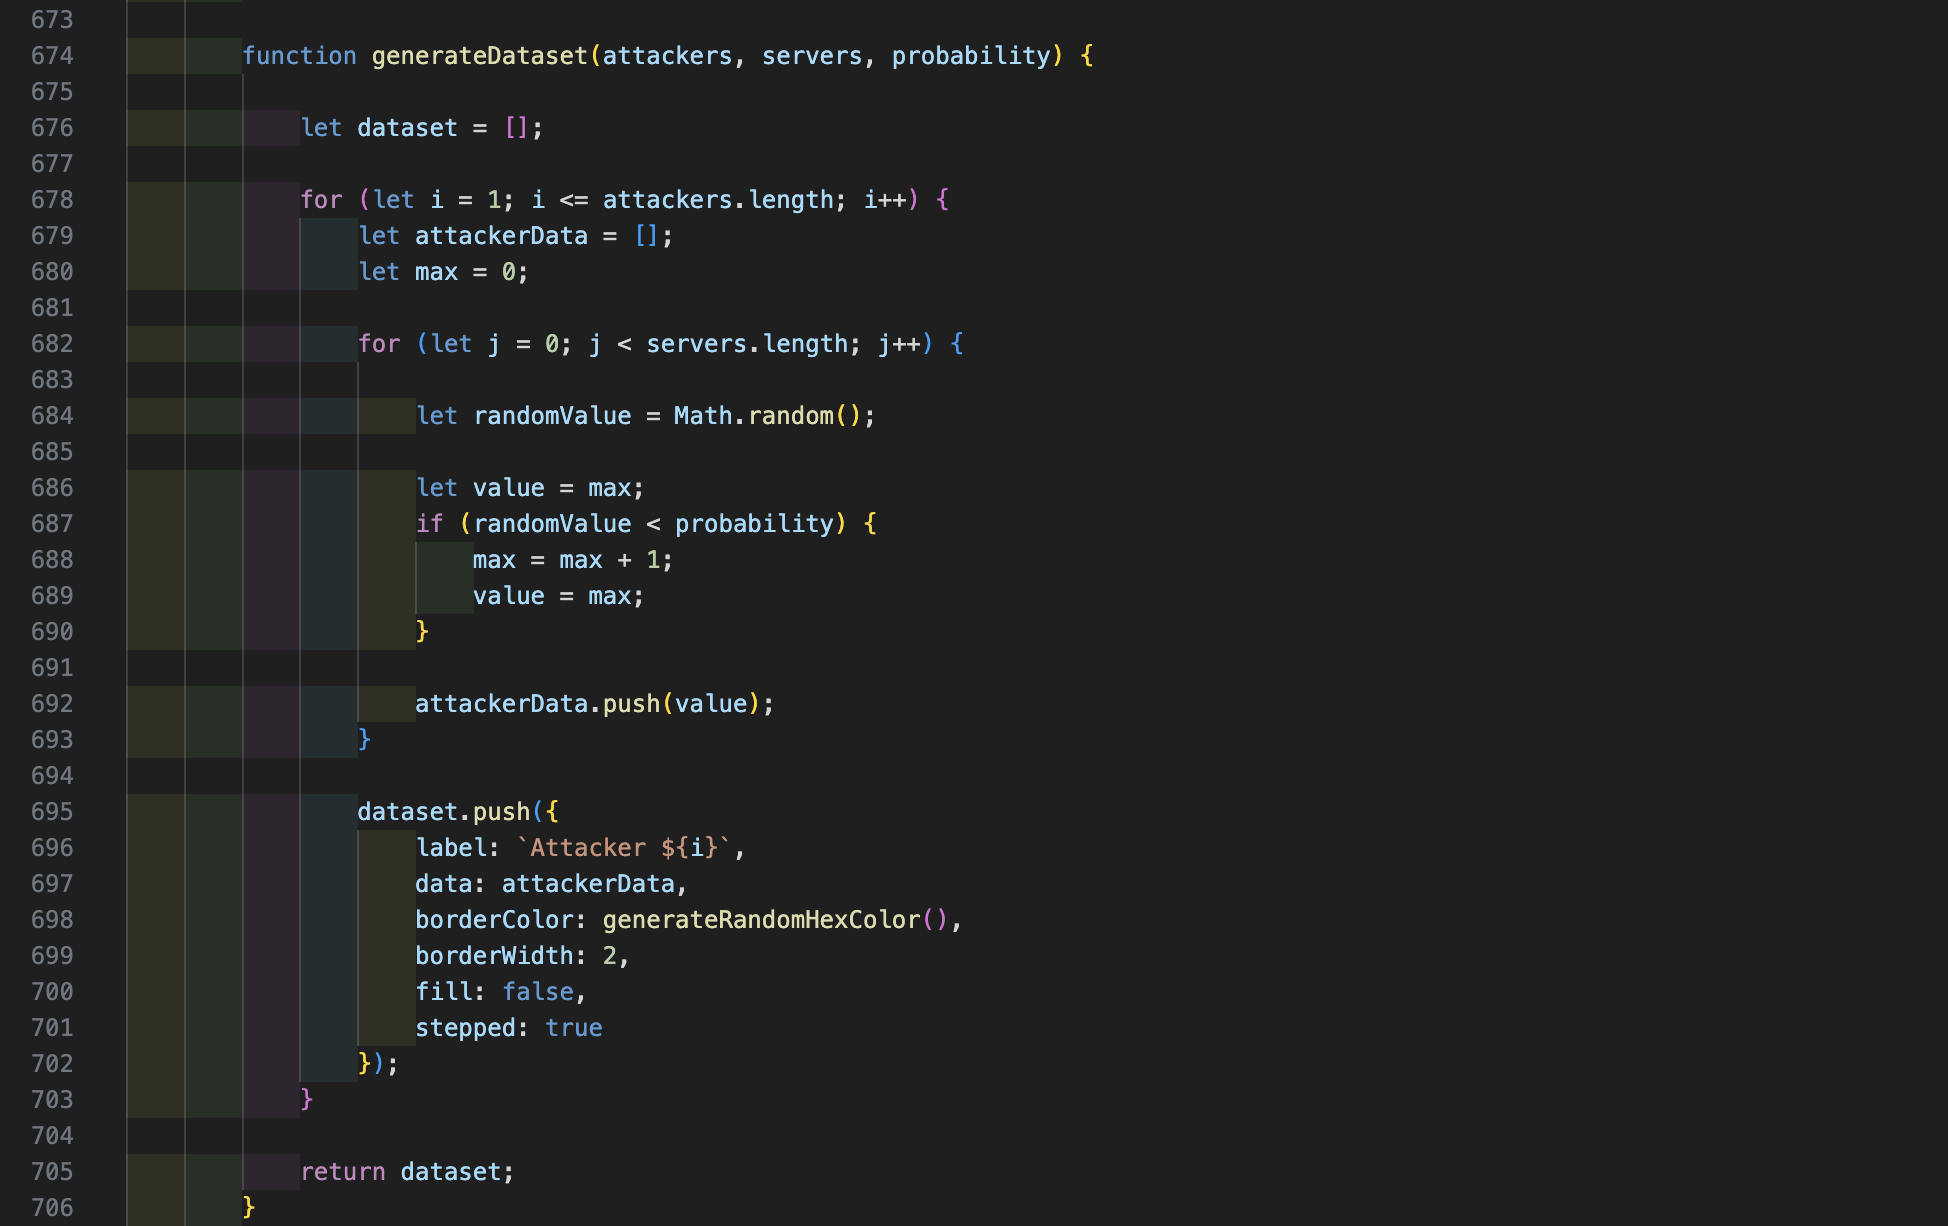 673
674 function generateDataset(attackers, servers, probability) {
675
676 let dataset = [];
677
678 for (let i = 1; i <= attackers.length; i++) {
679 let attackerData = [];
680 let max = 0;
681
682 for (let j = 0; j < servers.length; j++) {
683
684 let randomValue = Math.random();
685
686 let value = max;
687 if (randomValue < probability) {
688 max = max + 1;
689 value = max;
690 }
691
692 attackerData.push(value);
693 }
694
695 dataset.push({
696 label: `Attacker ${i}`,
697 data: attackerData,
698 borderColor: generateRandomHexColor(),
699 borderWidth: 2,
700 fill: false,
701 stepped: true
702 });
703 }
704
705 return dataset;
706 }